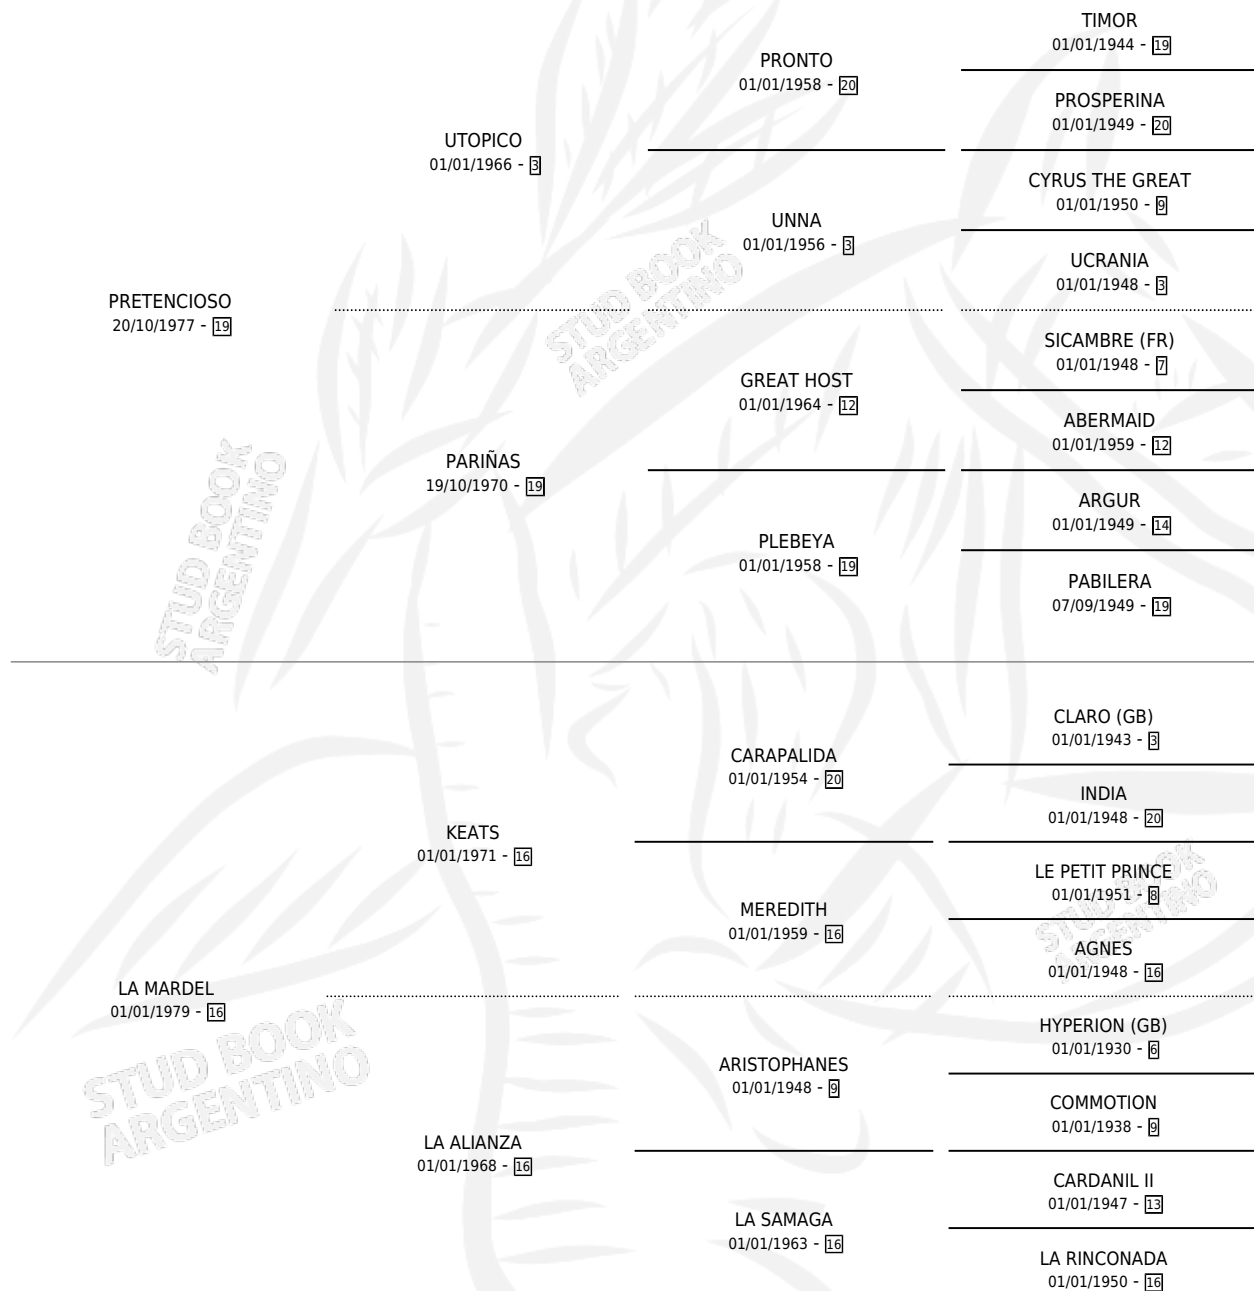 TIMOR
01/01/1944 - 19
PRONTO
01/01/1958 - 20
PROSPERINA
01/01/1949 - 20
UTOPICO
01/01/1966 - 3
CYRUS THE GREAT
01/01/1950 - 9
UNNA
01/01/1956 - 3
UCRANIA
01/01/1948 - 3
PRETENCIOSO
20/10/1977 - 19
STUD BOOK
ARGENTINO
SICAMBRE (FR)
01/01/1948 - 7
GREAT HOST
01/01/1964 - 12
ABERMAID
01/01/1959 - 12
PARIÑAS
19/10/1970 - 19
ARGUR
01/01/1949 - 14
PLEBEYA
01/01/1958 - 19
PABILERA
07/09/1949 - 19
STUD BOOK
ARGENTINO
CLARO (GB)
01/01/1943 - 3
CARAPALIDA
01/01/1954 - 20
INDIA
01/01/1948 - 20
KEATS
01/01/1971 - 16
LE PETIT PRINCE
01/01/1951 - 8
MEREDITH
01/01/1959 - 16
AGNES
01/01/1948 - 16
STUD BOOK
ARGENTINO
LA MARDEL
01/01/1979 - 16
STUD BOOK
ARGENTINO
HYPERION (GB)
01/01/1930 - 6
ARISTOPHANES
01/01/1948 - 9
COMMOTION
01/01/1938 - 9
LA ALIANZA
01/01/1968 - 16
CARDANIL II
01/01/1947 - 13
LA SAMAGA
01/01/1963 - 16
LA RINCONADA
01/01/1950 - 16